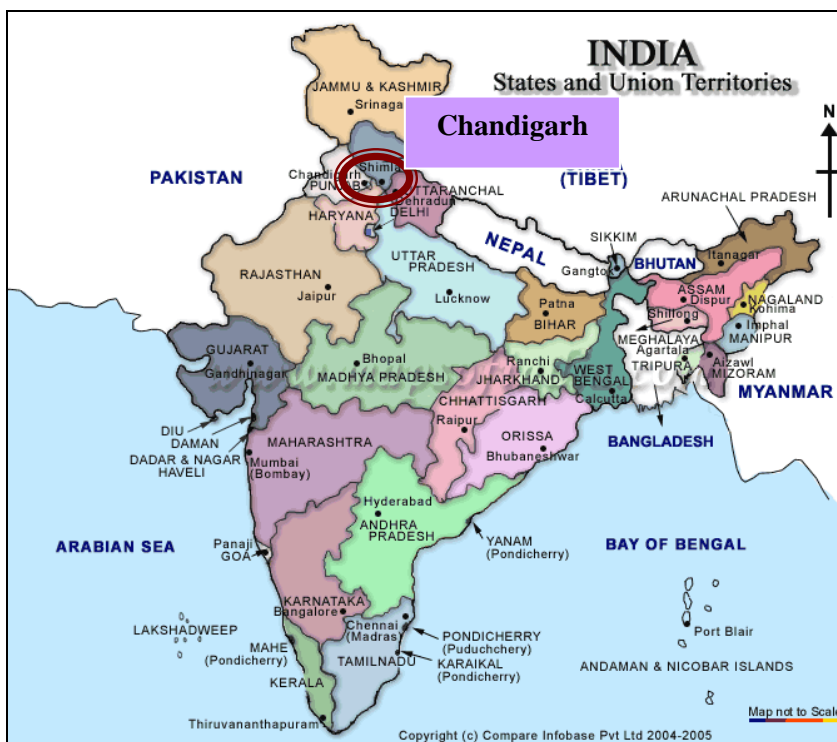 INDIA
States and Union Territories
JAMMU & KASHMIR
Srinaga
Chandigarh
N
PAKISTAN
(TIBET)
Shimla
Chandigarh
PUNJAB
UTTARANCHAL
Dehradun
HARYANA
DELHI
ARUNACHAL PRADESH
NEPAL
SIKKIM
BHUTAN
Itanagar
Gangtok
RAJASTHAN
Jaipur
UTTAR
PRADESH
Lucknow
ASSAM
Dispur
NAGALAND
Kohima
Patna
BIHAR
Shillong
Imphal
MANIPUR
MEGHALAYA
Agartala
TRIPURA
Aizawl
MIZORAM
GUJARAT
Gandhinagar
Bhopal
MADHYA PRADESH
Ranchi
JHARKHAND
WEST
BENGAL
Calcutta
MYANMAR
CHHATTISGARH
Raipur
DIU
DAMAN
DADAR & NAGAR
HAVELI
MAHARASHTRA
Mumbai
(Bombay)
ORISSA
Bhubaneshwar
BANGLADESH
Hyderabad
ANDHRA
PRADESH
YANAM
(Pondicherry)
ARABIAN SEA
Panaji
GOA
BAY OF BENGAL
KARNATAKA
Bangalore
Chennai
(Madras)
LAKSHADWEEP
MAHE
(Pondicherry)
PONDICHERRY
(Puduchchery)
KARAIKAL
(Pondicherry)
TAMILNADU
Port Blair
ANDAMAN & NICOBAR ISLANDS
KERALA
Thiruvananthapuram
Map not to Scale
Copyright (c) Compare Infobase Pvt Ltd 2004-2005